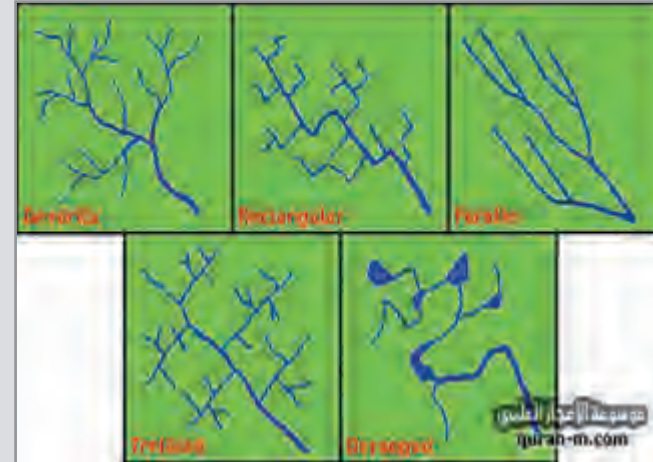 Dendritic
Rectangular
Parallel
Trellised
Deranged
موسوعة الإعجاز العلمي
quran-m.com